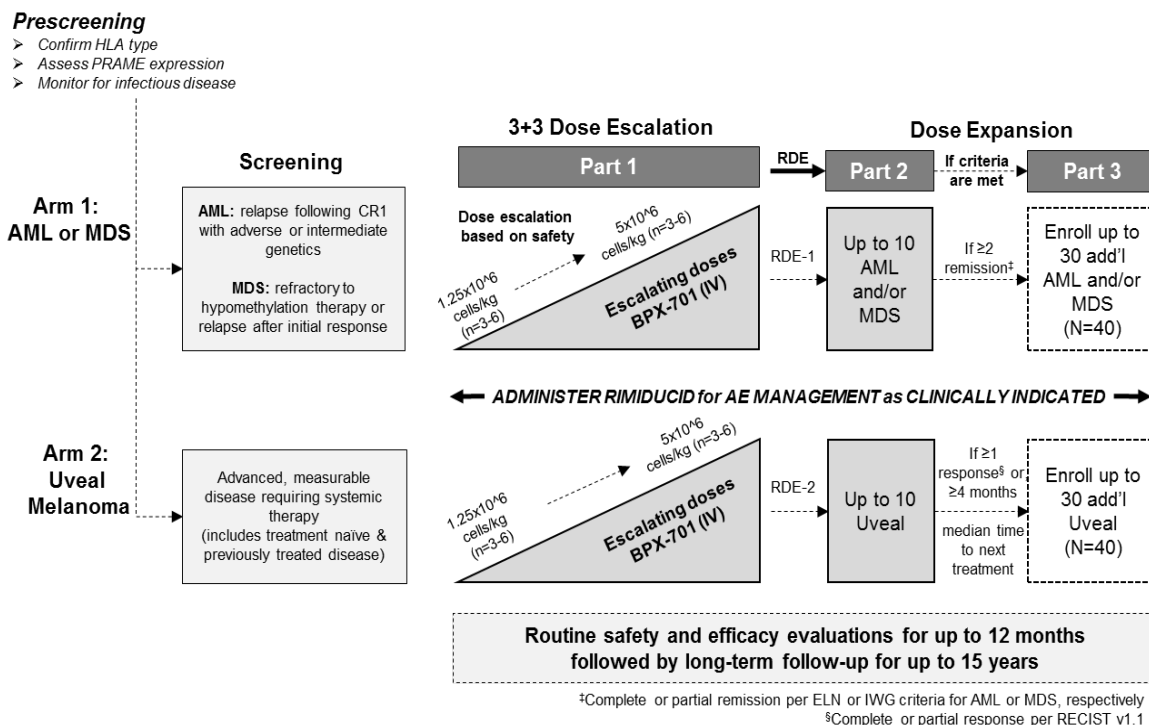 Prescreening
➢ Confirm HLA type
➢ Assess PRAME expression
➢ Monitor for infectious disease
3+3 Dose Escalation
Dose Expansion
Screening
Part 1
RDE
Part 2
If criteria
are met
Part 3
Arm 1:
AML or MDS
AML: relapse following CR1
with adverse or intermediate
genetics
MDS: refractory to
hypomethylation therapy or
relapse after initial response
Dose escalation
based on safety
1.25x10^6
cells/kg
(n=3-6)
5x10^6
cells/kg (n=3-6)
Escalating doses
BPX-701 (IV)
RDE-1
Up to 10
AML
and/or
MDS
If ≥2
remission‡
Enroll up to
30 add'l
AML and/or
MDS
(N=40)
ADMINISTER RIMIDUCID for AE MANAGEMENT as CLINICALLY INDICATED
Arm 2:
Uveal
Melanoma
Advanced, measurable
disease requiring systemic
therapy
(includes treatment naïve &
previously treated disease)
1.25x10^6
cells/kg
(n=3-6)
5x10^6
cells/kg (n=3-6)
Escalating doses
BPX-701 (IV)
RDE-2
Up to 10
Uveal
If ≥1
response§ or
≥4 months
median time
to next
treatment
Enroll up to
30 add'l
Uveal
(N=40)
Routine safety and efficacy evaluations for up to 12 months
followed by long-term follow-up for up to 15 years
‡Complete or partial remission per ELN or IWG criteria for AML or MDS, respectively
§Complete or partial response per RECIST v1.1